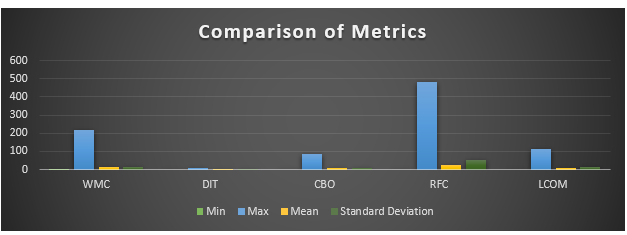 Comparison of Metrics
600
500
400
300
200
100
0
WMC DIT CBO RFC LCOM
Min Max Mean Standard Deviation